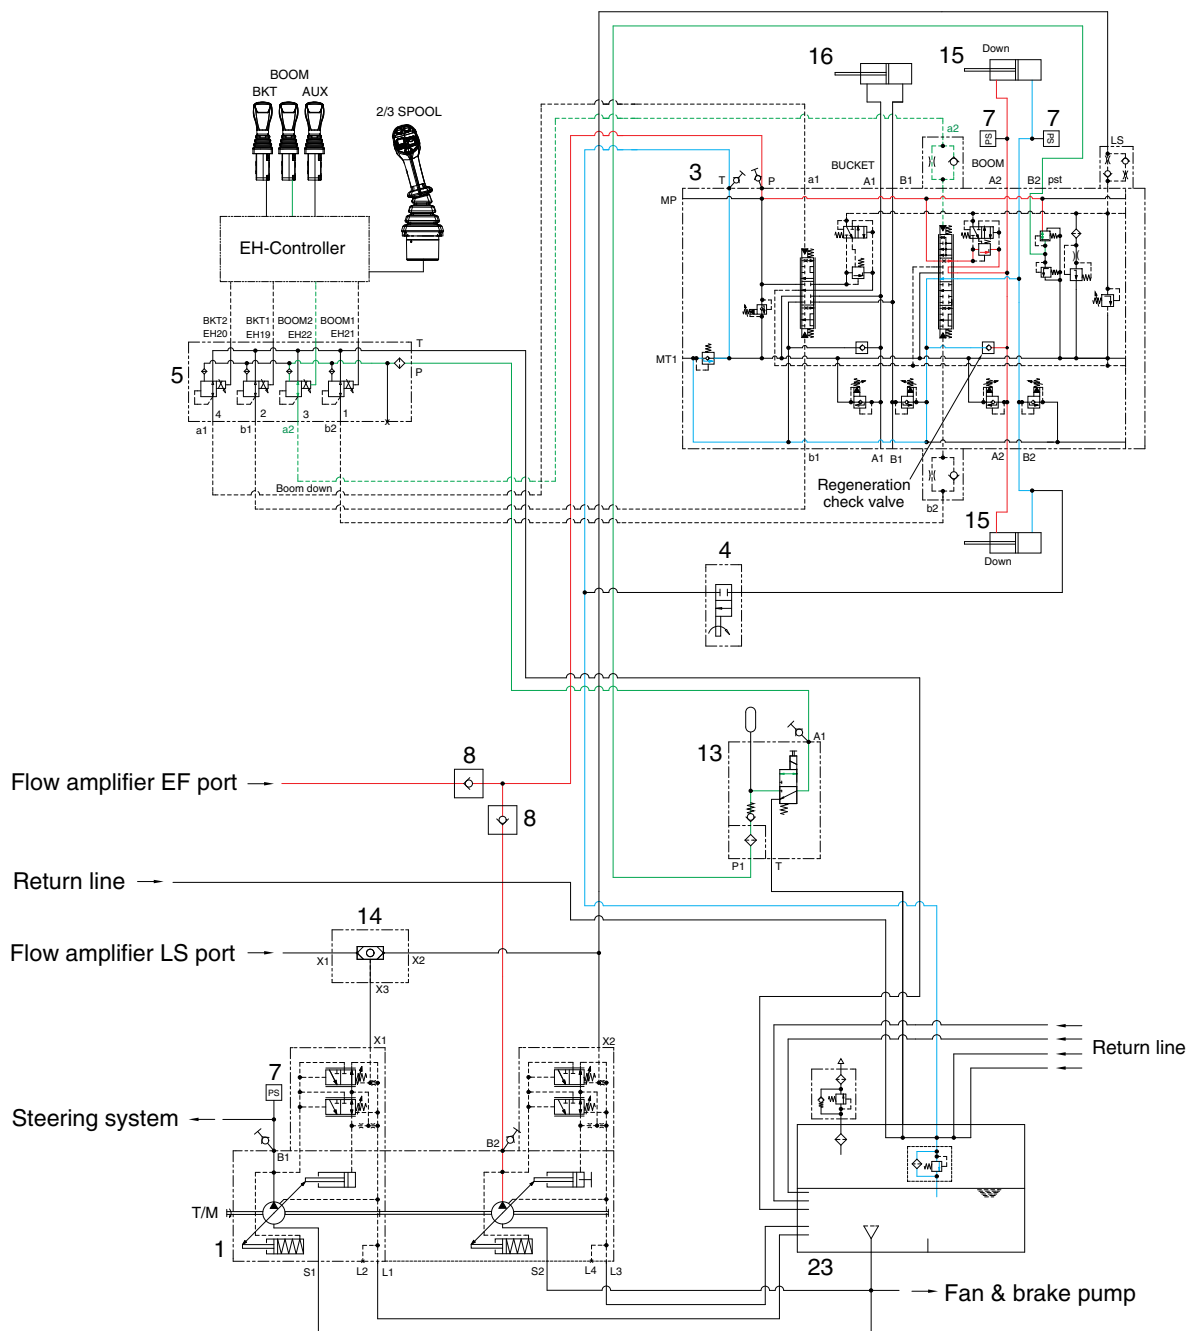 16
15
Down
BOOM
BKT
AUX
2/3 SPOOL
7
7
PS
PS
a2
LS
3
T
P
a1
BUCKET
A1
B1
BOOM
A2
B2
pst
MP
EH-Controller
BKT2
BKT1
BOOM2
BOOM1
EH20
EH19
EH22
EH21
T
P
5
4
2
3
1
a1
b1
a2
b2
MT1
Boom down
b1
A1
B1
A2
B2
Regeneration
check valve
b2
15
Down
4
A1
13
8
Flow amplifier EF port
8
P1
T
Return line
14
Flow amplifier LS port
X1
X2
X3
X1
X2
Return line
7
PS
Steering system
B1
B2
T/M
1
S1
L2
L1
S2
L4
L3
23
Fan & brake pump